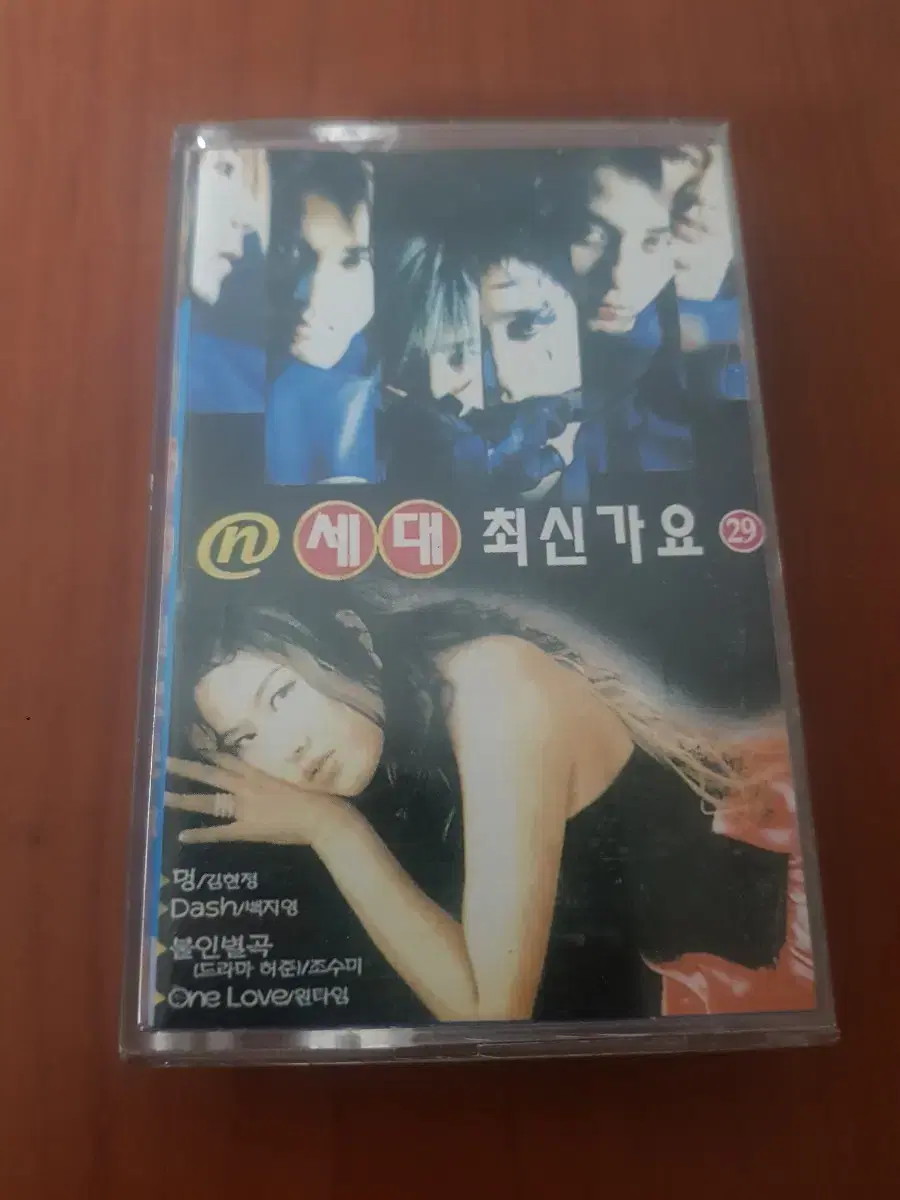 n 세대 최신가요 29
멍/김현정
Dash/백지영
불인별곡
(드라마 허준)/조수미
One Love/원타임